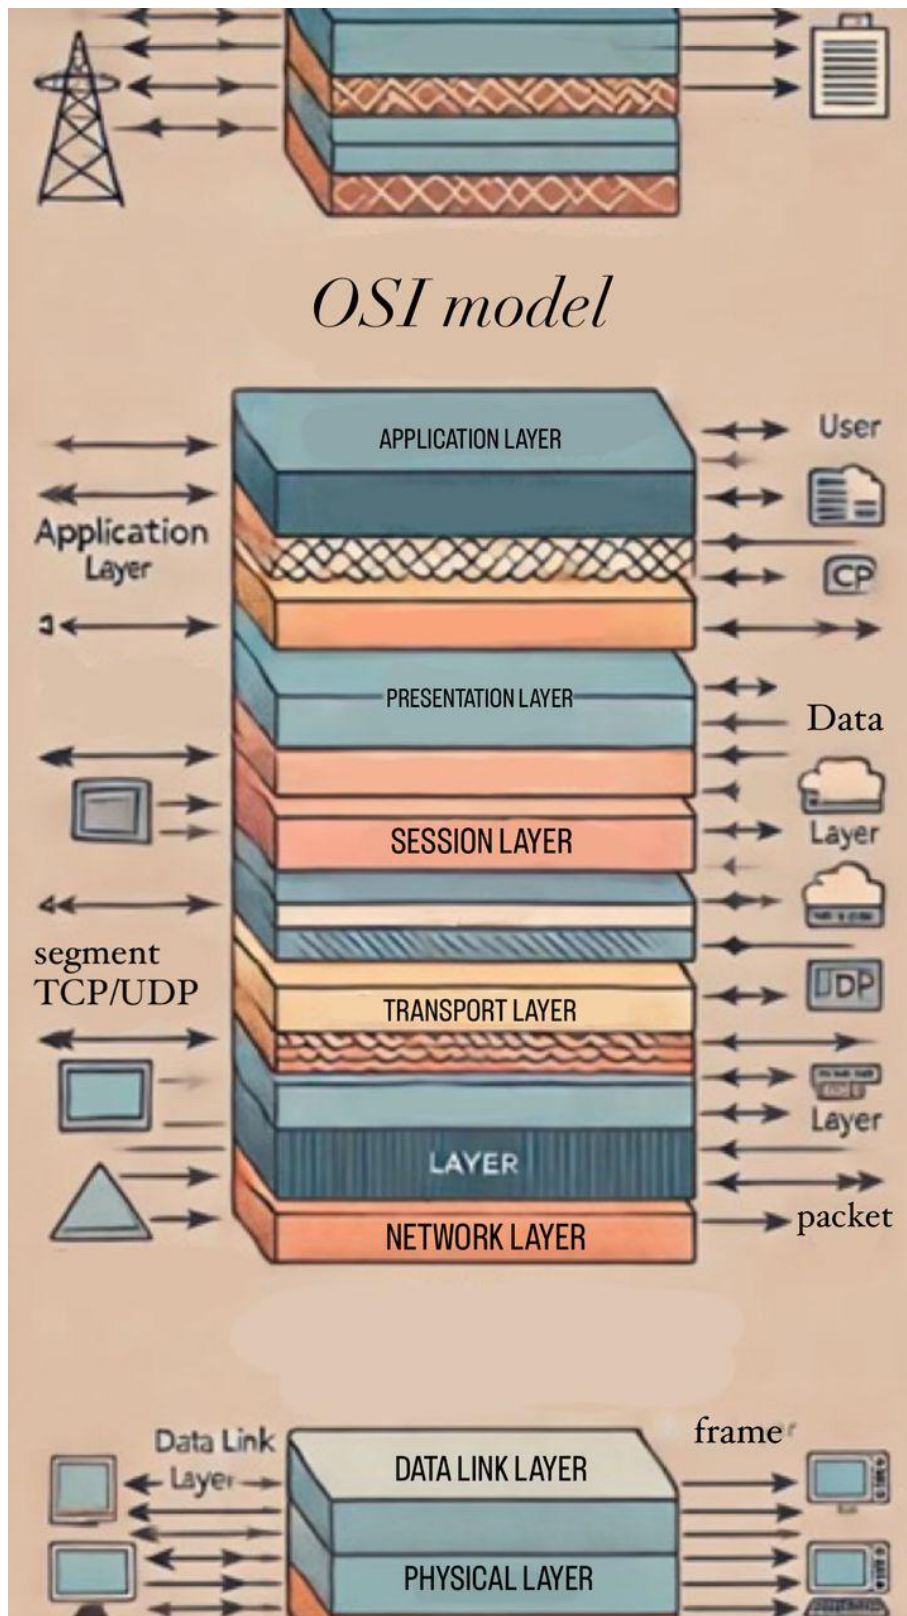 OSI model
APPLICATION LAYER
User
Application
Layer
CP
PRESENTATION LAYER
Data
SESSION LAYER
Layer
segment
TCP/UDP
TRANSPORT LAYER
DP
Layer
LAYER
packet
NETWORK LAYER
frame
Data Link
Layer
DATA LINK LAYER
PHYSICAL LAYER